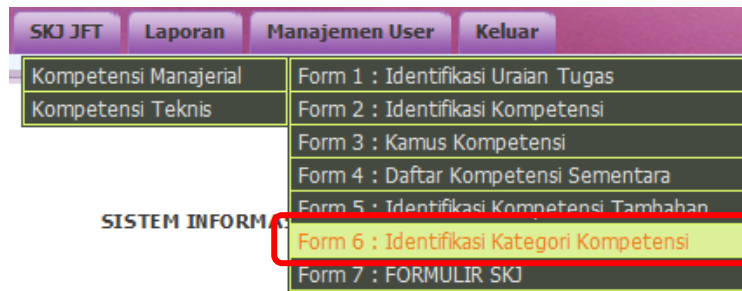 SKJ JFT Laporan Manajemen User Keluar
Kompetensi Manajerial
Kompetensi Teknis
Form 1 : Identifikasi Uraian Tugas
Form 2 : Identifikasi Kompetensi
Form 3 : Kamus Kompetensi
Form 4 : Daftar Kompetensi Sementara
Form 5 : Identifikasi Kompetensi Tambahan
SISTEM INFORMAS
Form 6 : Identifikasi Kategori Kompetensi
Form 7 : FORMULIR SKJ